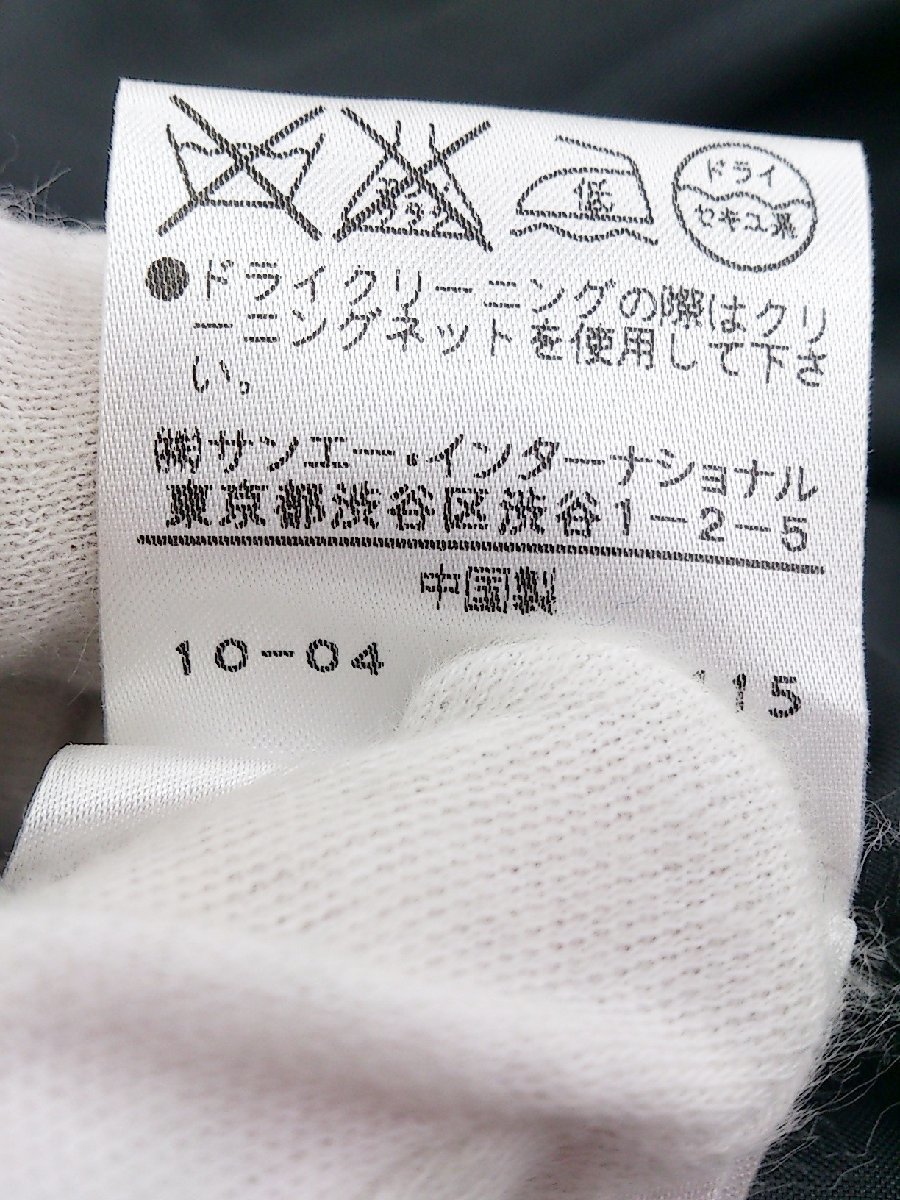 低
ドライ
セキユ系
●ドライクリーニングの際はクリ
ーニングネットを使用して下さ
い。
㈱サンエー・インターナショナル
東京都渋谷区渋谷1-2-5
中国製
10-04
115